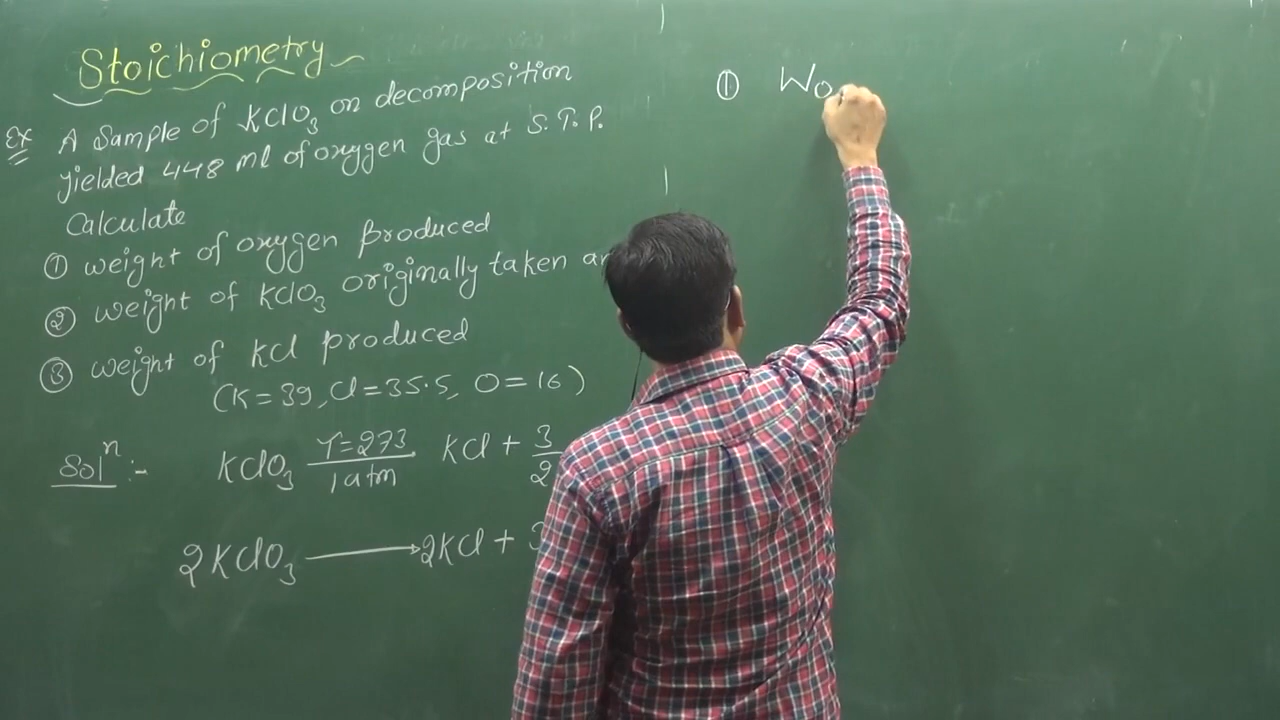 Stoichiometry
Ex A Sample of KClO3 on decomposition
yielded 448 ml of oxygen gas at S.T.P.
Calculate
① weight of oxygen produced
② weight of KClO3 originally taken
③ weight of KCl produced
(K=39, Cl=35.5, O=16)
Solⁿ:- KClO3 T=273/1atm KCl + 3/2
2KClO3 ⟶ 2KCl + 3
① Wo